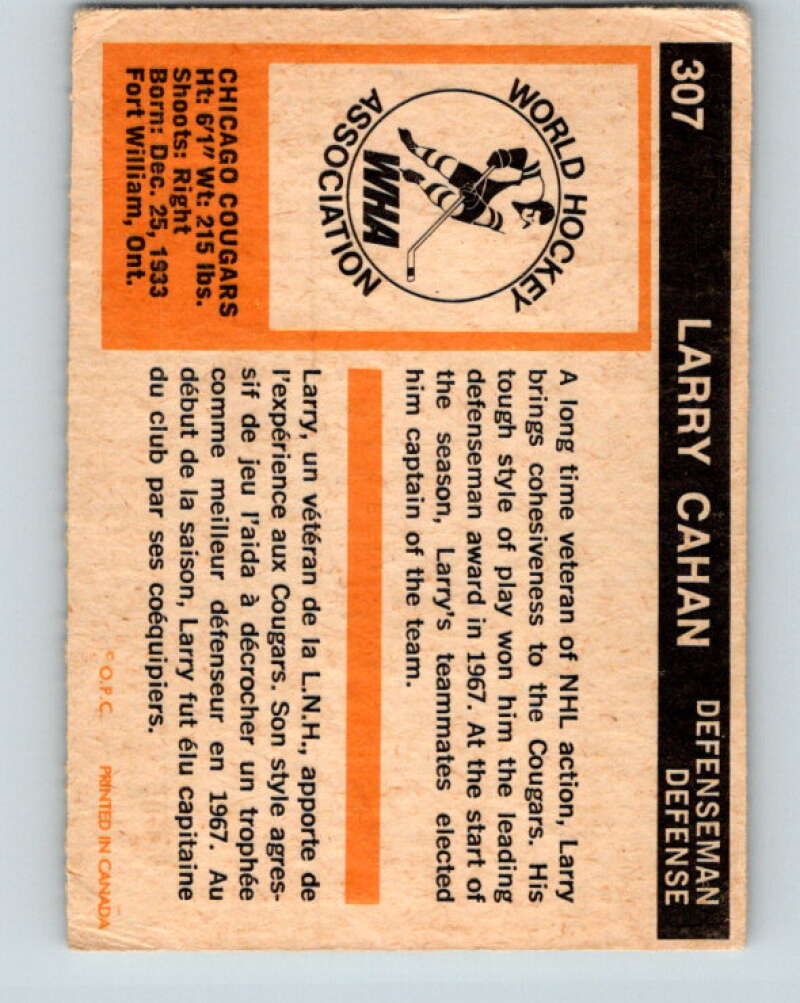 307 LARRY CAHAN DEFENSEMAN
DEFENSE
WORLD HOCKEY
ASSOCIATION
WHA
CHICAGO COUGARS
Ht: 6'1" Wt: 215 lbs.
Shoots: Right
Born: Dec. 25, 1933
Fort William, Ont.
A long time veteran of NHL action, Larry
brings cohesiveness to the Cougars. His
tough style of play won him the leading
defenseman award in 1967. At the start of
the season, Larry's teammates elected
him captain of the team.
Larry, un vétéran de la L.N.H., apporte de
l'expérience aux Cougars. Son style agres-
sif de jeu l'aida à décrocher un trophée
comme meilleur défenseur en 1967. Au
début de la saison, Larry fut élu capitaine
du club par ses coéquipiers.
© O.P.C. PRINTED IN CANADA